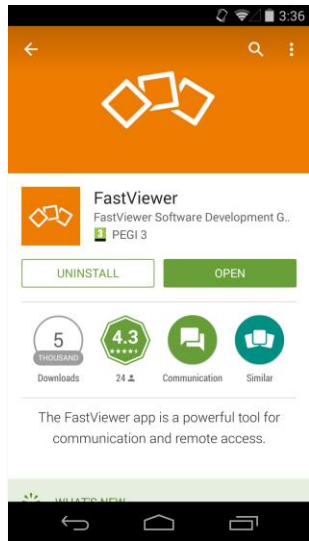 3:36
FastViewer
FastViewer Software Development G..
3 PEGI 3
UNINSTALL
OPEN
5
THOUSAND
4.3
Downloads
24
Communication
Similar
The FastViewer app is a powerful tool for
communication and remote access.
WHAT'S NEW